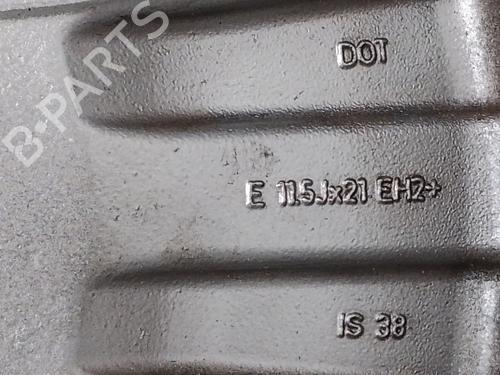 B-PARTS
DOT
E 11.5Jx21 EH2+
IS 38